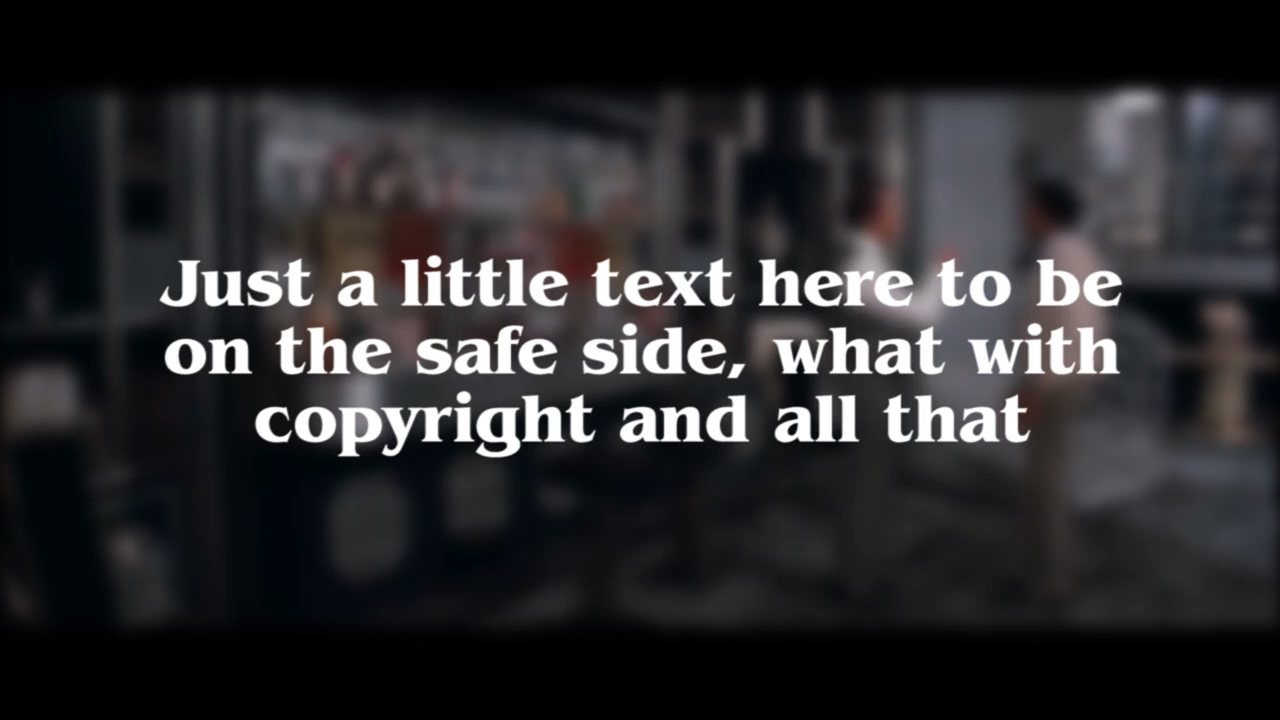 Just a little text here to be
on the safe side, what with
copyright and all that